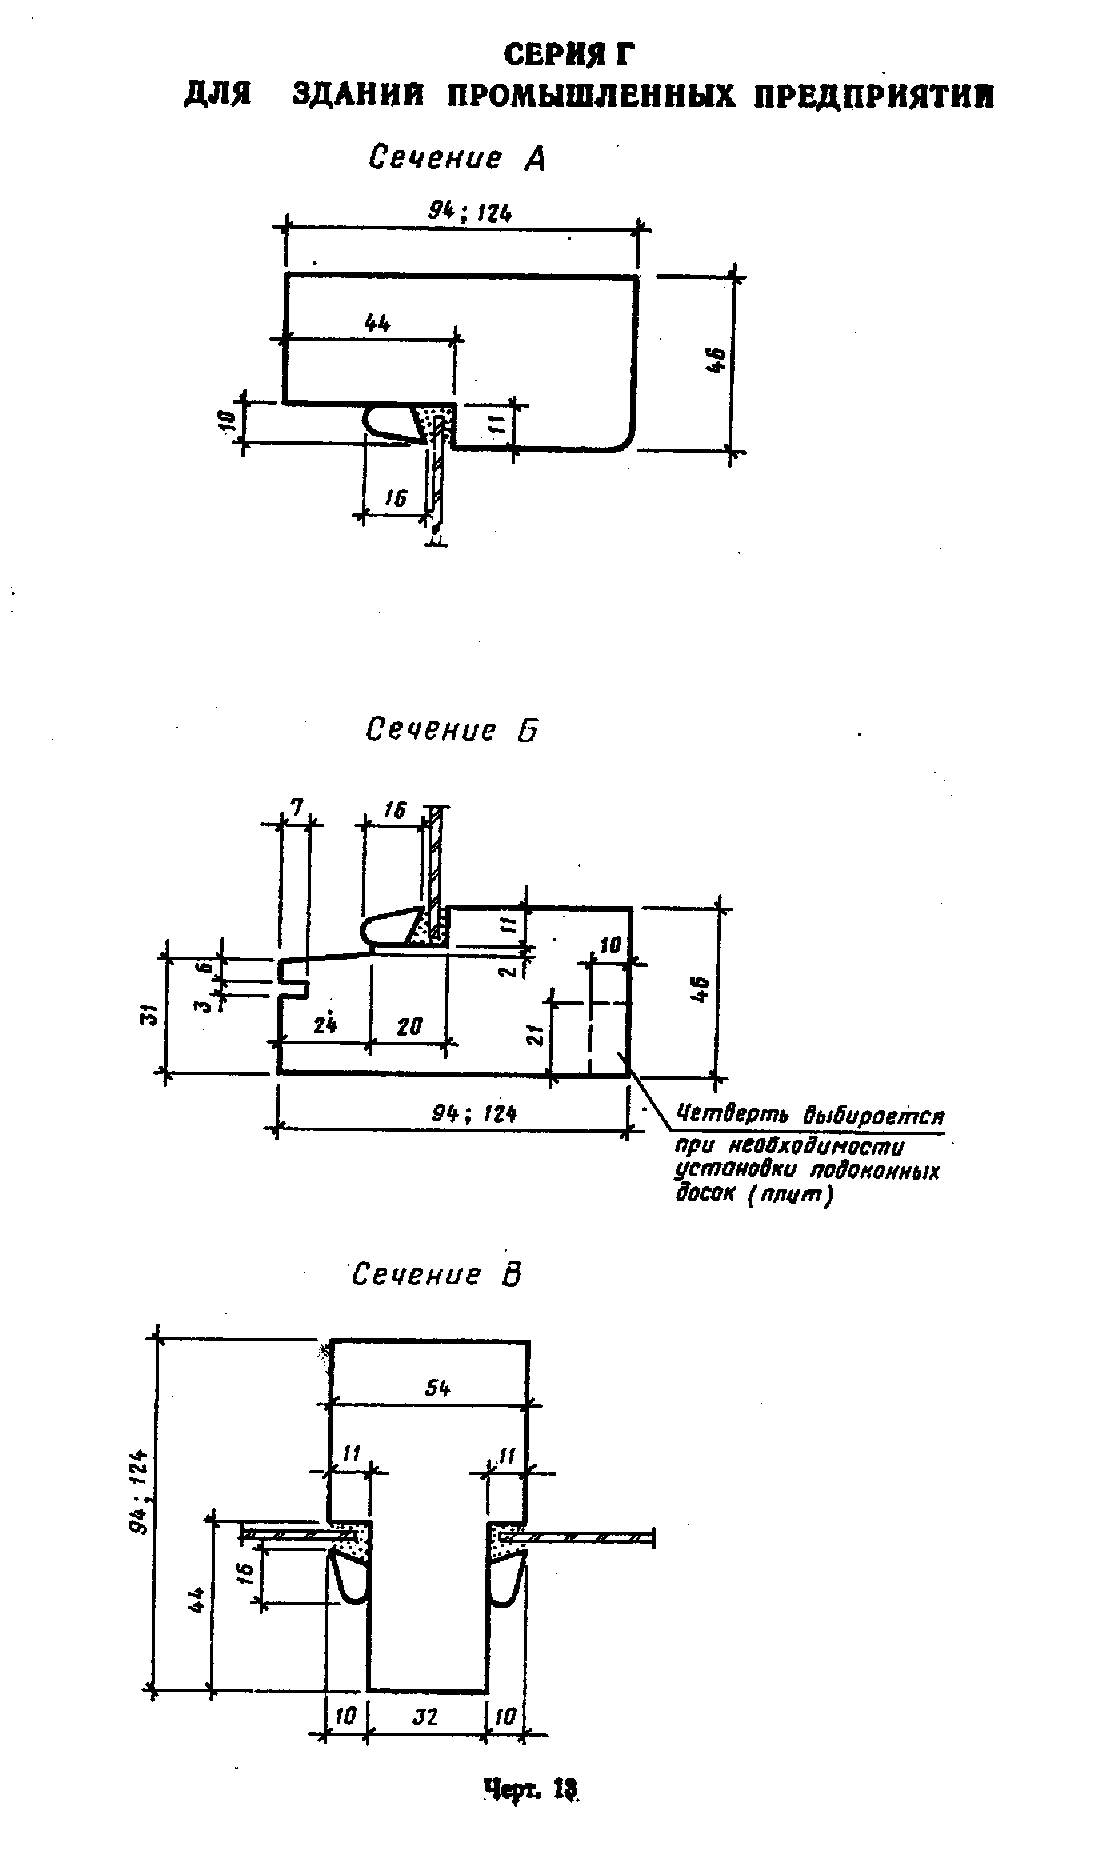 СЕРИЯ Г
ДЛЯ ЗДАНИЙ ПРОМЫШЛЕННЫХ ПРЕДПРИЯТИЙ
Сечение А
94; 124
44
46
10
11
16
Сечение Б
7
16
11
6
10
2
3
46
31
24
20
21
94; 124
Четверть выбирается
при необходимости
установки подоконных
досок (плит)
Сечение В
54
11
11
94; 124
16
44
10
32
10
Черт. 13